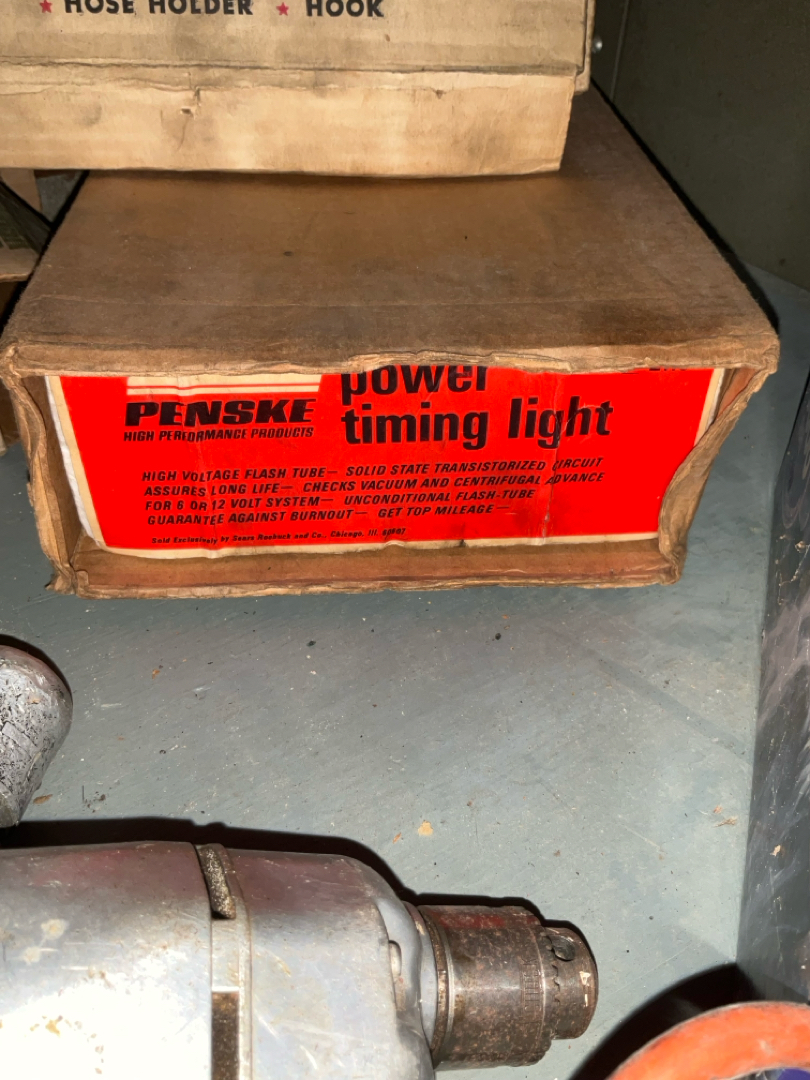 ★ HOSE HOLDER ★ HOOK
power
PENSKE
timing light
HIGH PERFORMANCE PRODUCTS
HIGH VOLTAGE FLASH TUBE— SOLID STATE TRANSISTORIZED CIRCUIT
ASSURES LONG LIFE— CHECKS VACUUM AND CENTRIFUGAL ADVANCE
FOR 6 OR 12 VOLT SYSTEM— UNCONDITIONAL FLASH-TUBE
GUARANTEE AGAINST BURNOUT— GET TOP MILEAGE—
Sold Exclusively by Sears Roebuck and Co., Chicago, Ill. 60607